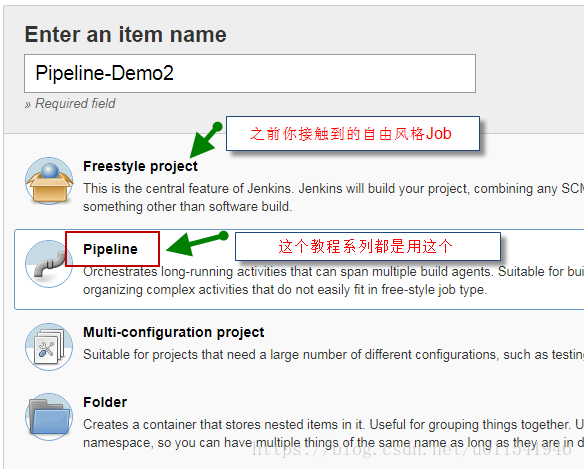 Enter an item name
Pipeline-Demo2
» Required field
之前你接触到的自由风格Job
Freestyle project
This is the central feature of Jenkins. Jenkins will build your project, combining any SCM
something other than software build.
这个教程系列都是用这个
Pipeline
Orchestrates long-running activities that can span multiple build agents. Suitable for bui
organizing complex activities that do not easily fit in free-style job type.
Multi-configuration project
Suitable for projects that need a large number of different configurations, such as testing
Folder
Creates a container that stores nested items in it. Useful for grouping things together. U
namespace, so you can have multiple things of the same name as long as they are in d
https://blog.csdn.net/u011541946